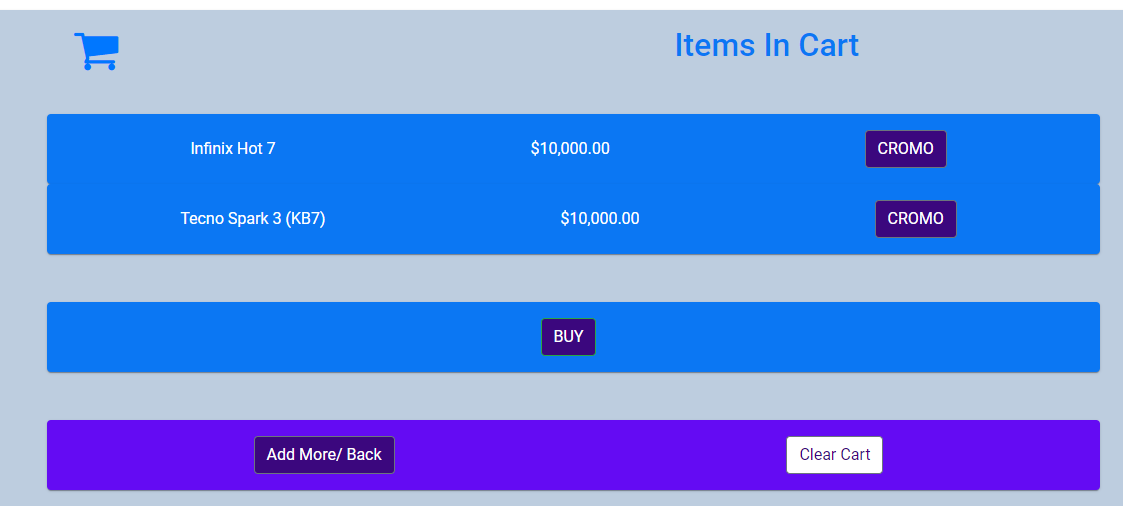 Items In Cart
Infinix Hot 7 $10,000.00 CROMO
Tecno Spark 3 (KB7) $10,000.00 CROMO
BUY
Add More/ Back Clear Cart